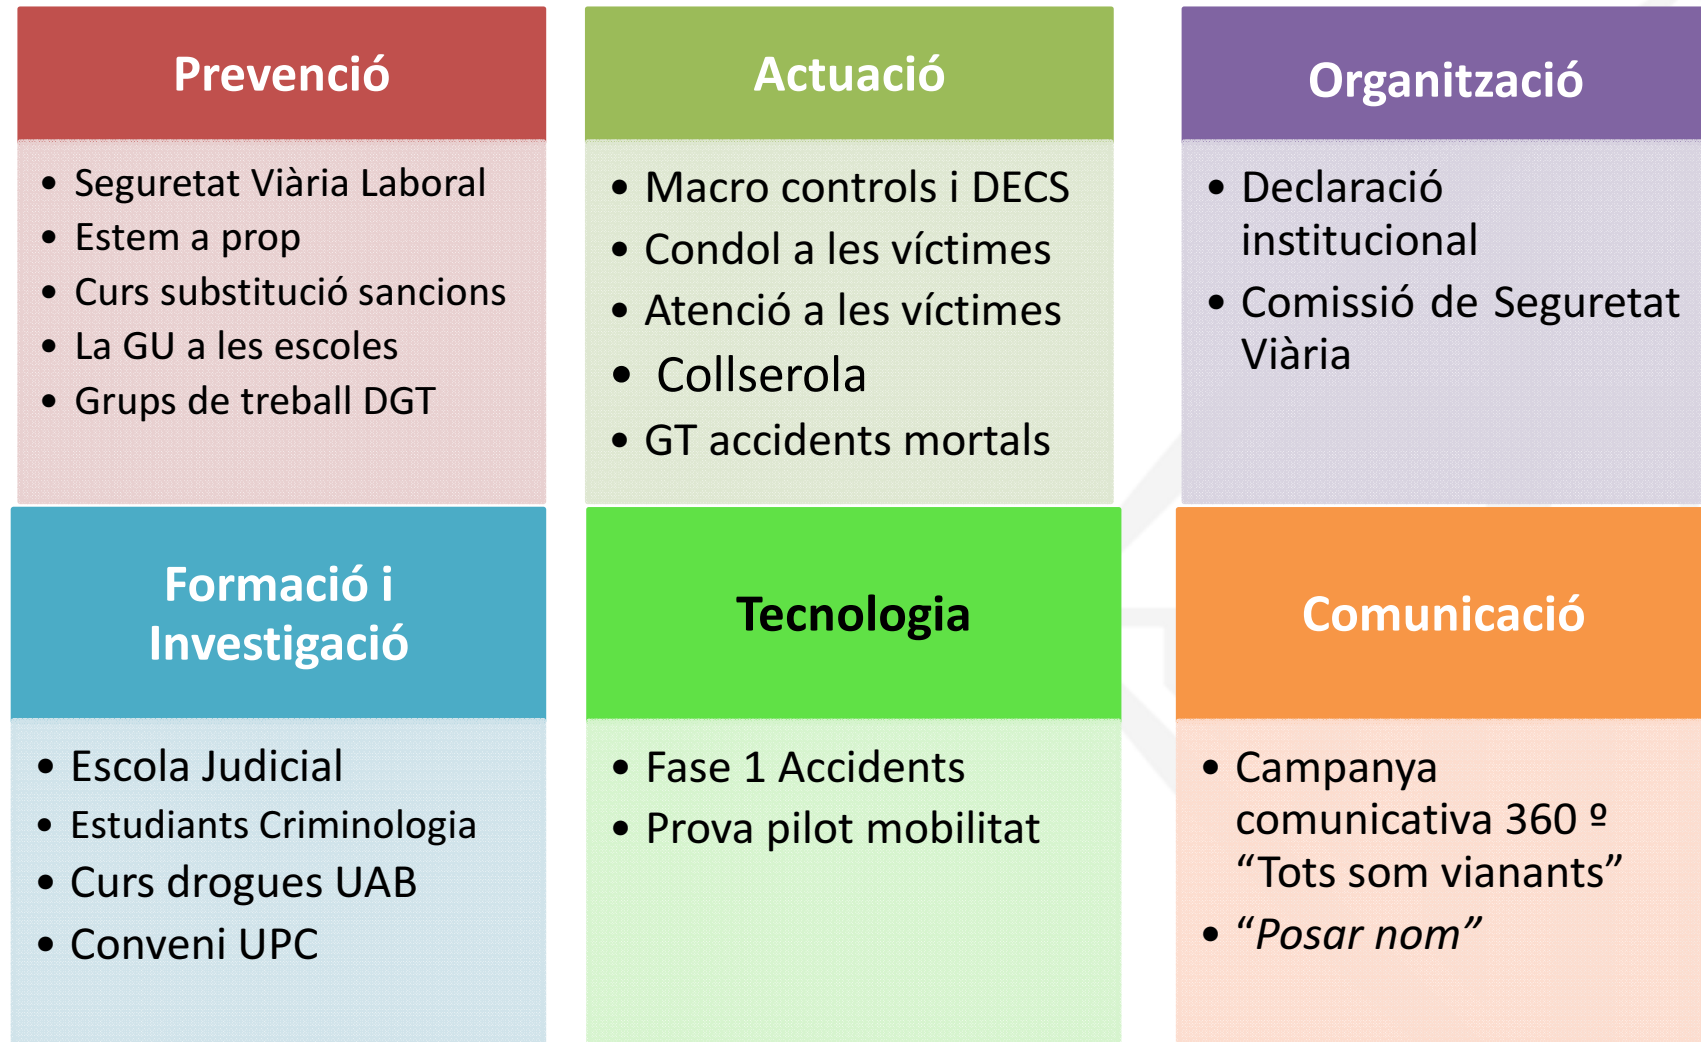 Prevenció
• Seguretat Viària Laboral
• Estem a prop
• Curs substitució sancions
• La GU a les escoles
• Grups de treball DGT
Actuació
• Macro controls i DECS
• Condol a les víctimes
• Atenció a les víctimes
• Collserola
• GT accidents mortals
Organització
• Declaració
institucional
• Comissió de Seguretat
Viària
Formació i
Investigació
• Escola Judicial
• Estudiants Criminologia
• Curs drogues UAB
• Conveni UPC
Tecnologia
• Fase 1 Accidents
• Prova pilot mobilitat
Comunicació
• Campanya
comunicativa 360 º
“Tots som vianants”
• “Posar nom”